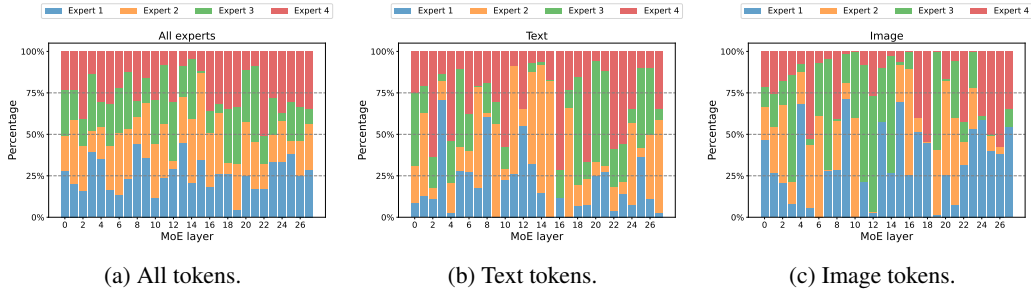 Expert 1 Expert 2 Expert 3 Expert 4
All experts
Percentage
100%
75%
50%
25%
0%
0 2 4 6 8 10 12 14 16 18 20 22 24 26
MoE layer
(a) All tokens.
Expert 1 Expert 2 Expert 3 Expert 4
Text
Percentage
100%
75%
50%
25%
0%
0 2 4 6 8 10 12 14 16 18 20 22 24 26
MoE layer
(b) Text tokens.
Expert 1 Expert 2 Expert 3 Expert 4
Image
Percentage
100%
75%
50%
25%
0%
0 2 4 6 8 10 12 14 16 18 20 22 24 26
MoE layer
(c) Image tokens.